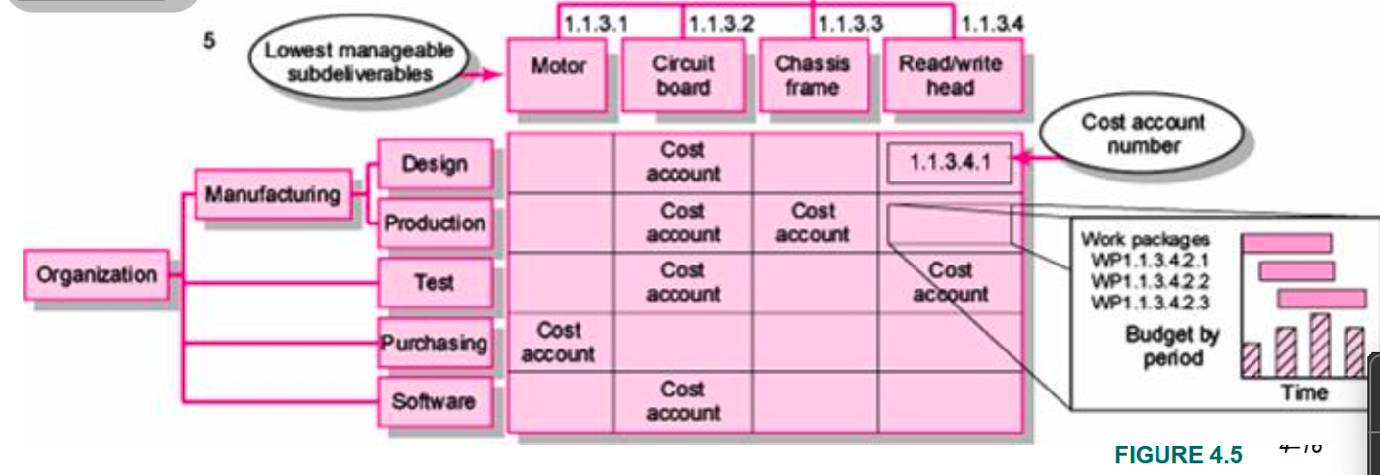 5
Lowest manageable
subdeliverables
1.1.3.1
1.1.3.2
1.1.3.3
1.1.3.4
Motor
Circuit
board
Chassis
frame
Read/write
head
Cost account
number
Organization
Manufacturing
Design
Cost
account
1.1.3.4.1
Production
Cost
account
Cost
account
Test
Cost
account
Cost
account
Purchasing
Cost
account
Software
Cost
account
Work packages
WP1.1.3.4.2.1
WP1.1.3.4.2.2
WP1.1.3.4.2.3
Budget by
period
Time
FIGURE 4.5